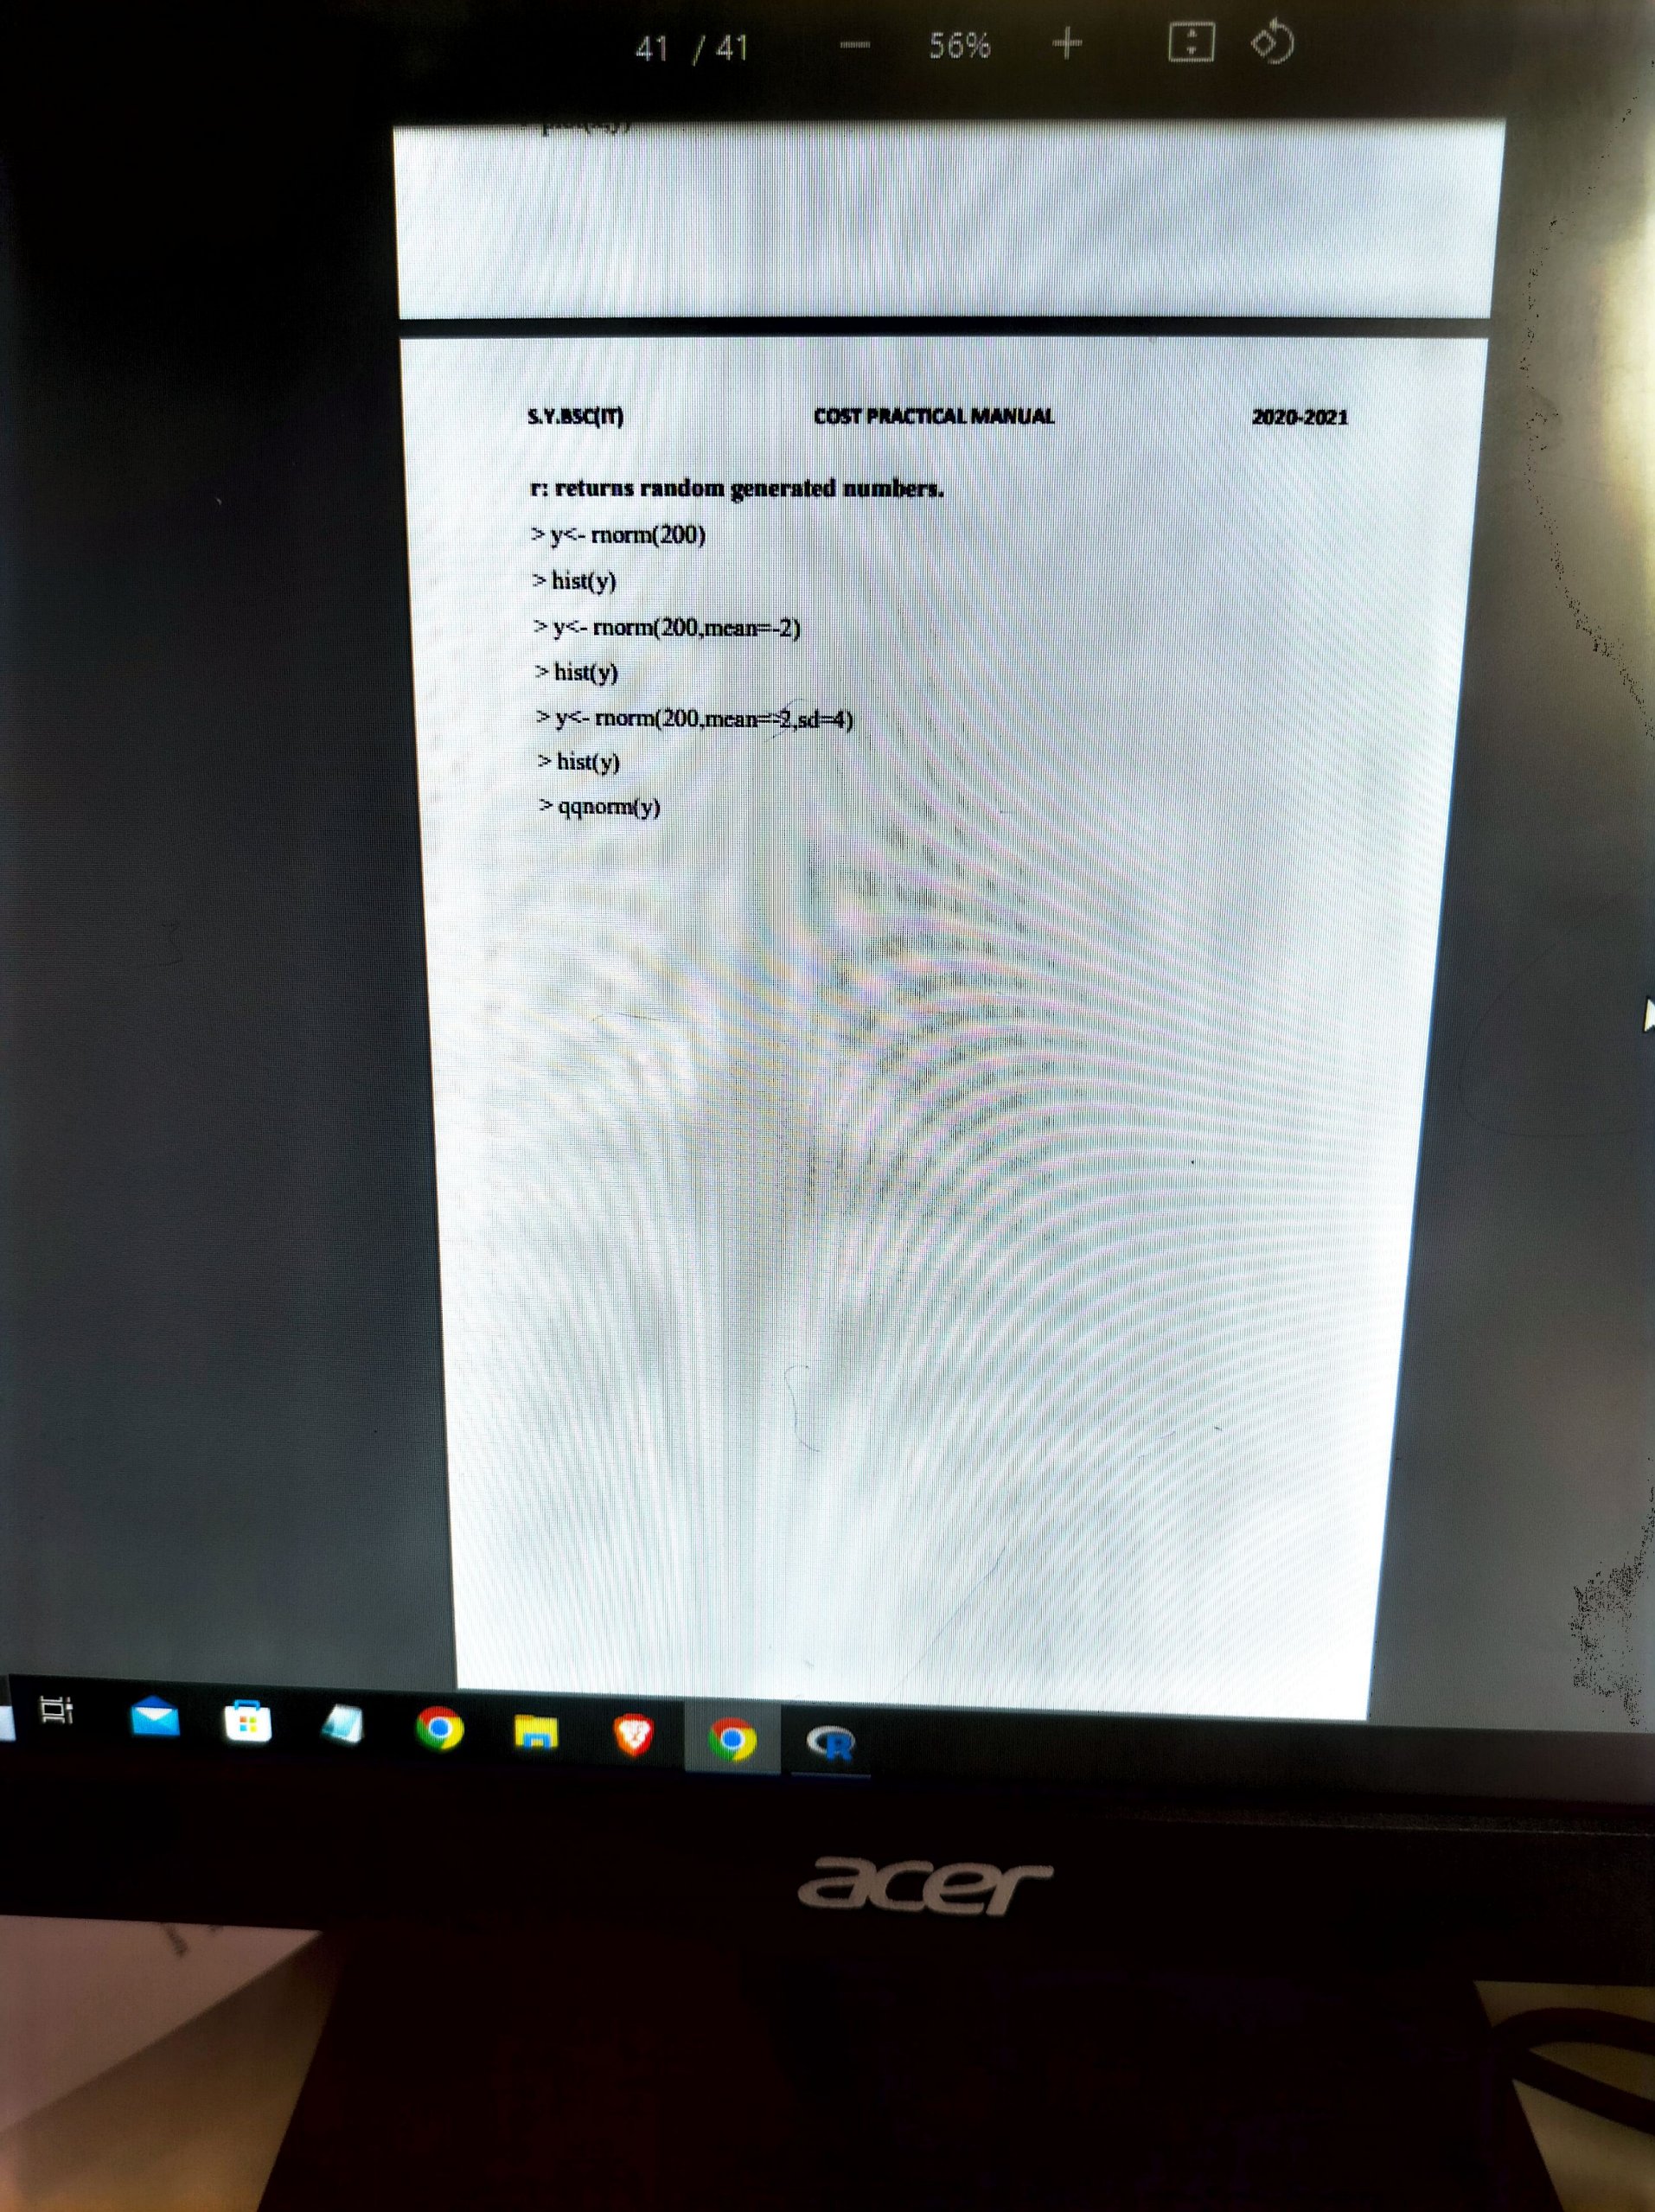 41 / 41 56%
plot(x,y)
S.Y.BSC(IT) COST PRACTICAL MANUAL 2020-2021
r: returns random generated numbers.
> y<- rnorm(200)
> hist(y)
> y<- rnorm(200,mean=-2)
> hist(y)
> y<- rnorm(200,mean=-2,sd=4)
> hist(y)
> qqnorm(y)
R
acer